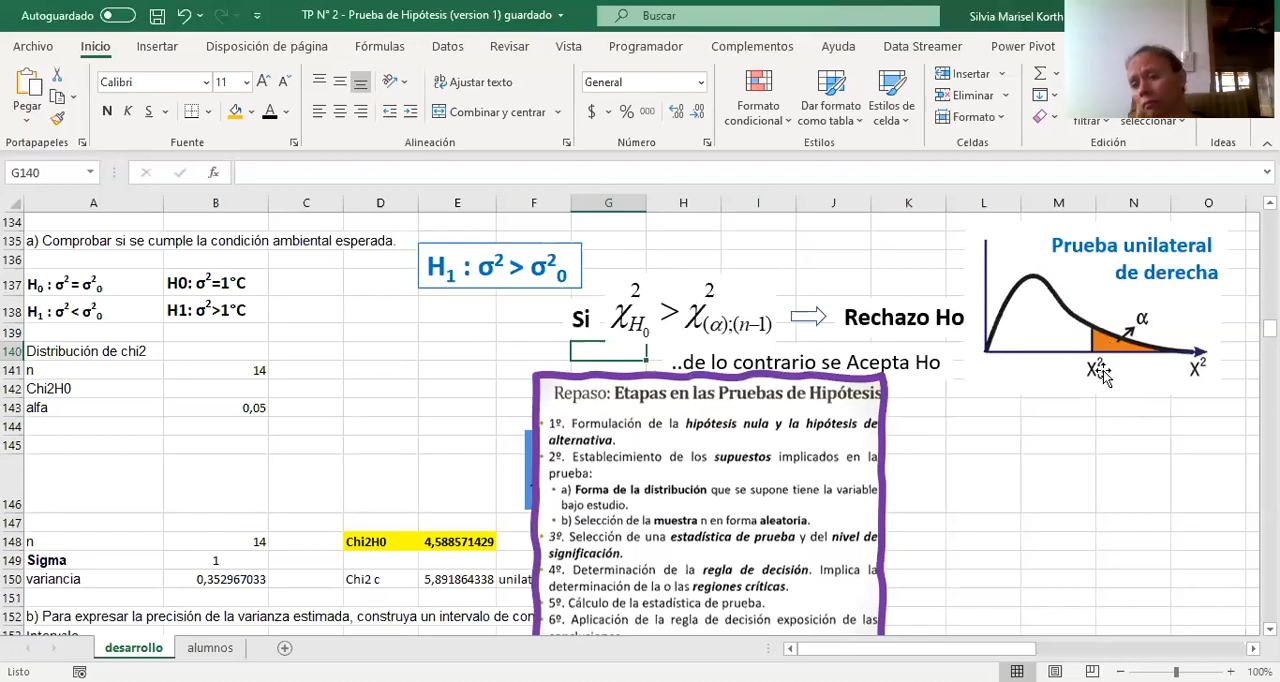 Autoguardado
TP N° 2 - Prueba de Hipótesis (version 1) guardado
Buscar
Silvia Marisel Korth
Archivo Inicio Insertar Disposición de página Fórmulas Datos Revisar Vista Programador Complementos Ayuda Data Streamer Power Pivot
Pegar
Calibri 11
N K S
Ajustar texto
Combinar y centrar
General
$ % 000
Formato condicional
Dar formato como tabla
Estilos de celda
Insertar
Eliminar
Formato
filtrar
seleccionar
Portapapeles Fuente Alineación Número Estilos Celdas Edición Ideas
G140
fx
A B C D E F G H I J K L M N O
134
135 a) Comprobar si se cumple la condición ambiental esperada.
136
137 H₀ : σ²= σ²₀ H0: σ²=1°C
138 H₁ : σ²< σ²₀ H1: σ²>1°C
139
140 Distribución de chi2
141 n 14
142 Chi2H0
143 alfa 0,05
144
145
146
147
148 n 14 Chi2H0 4,588571429
149 Sigma 1
150 variancia 0,352967033 Chi2 c 5,891864338 unilat
151
152 b) Para expresar la precisión de la varianza estimada, construya un intervalo de con
H₁ : σ² > σ²₀
Si χ²_H₀ > χ²_(α);(n−1) Rechazo Ho
..de lo contrario se Acepta Ho
Prueba unilateral
de derecha
α
X²
Repaso: Etapas en las Pruebas de Hipótesis
1º. Formulación de la hipótesis nula y la hipótesis de
alternativa.
2º. Establecimiento de los supuestos implicados en la
prueba:
a) Forma de la distribución que se supone tiene la variable
bajo estudio.
b) Selección de la muestra n en forma aleatoria.
3º. Selección de una estadística de prueba y del nivel de
significación.
4º. Determinación de la regla de decisión. Implica la
determinación de la o las regiones críticas.
5º. Cálculo de la estadística de prueba.
6º. Aplicación de la regla de decisión exposición de las
desarrollo alumnos
Listo
100%